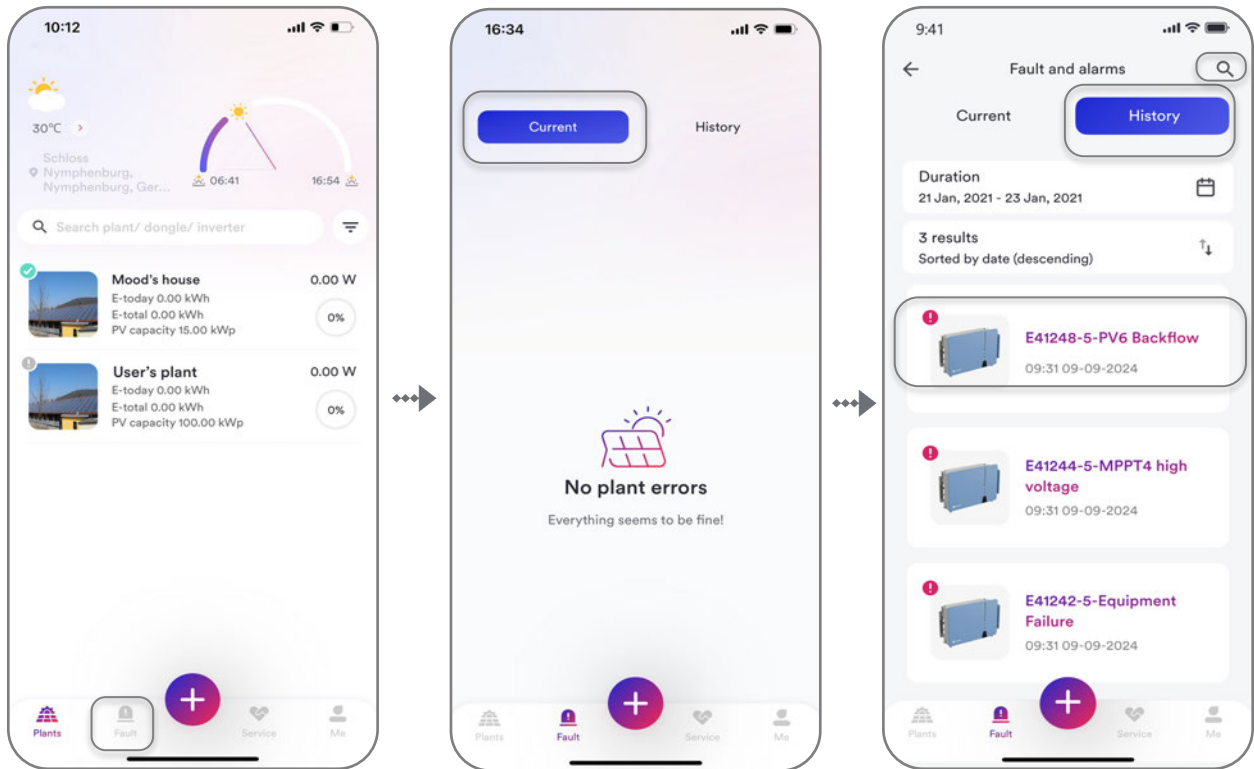 10:12
30°C
Schloss
Nymphenburg,
Nymphenburg, Ger...
06:41
16:54
Search plant/ dongle/ inverter
Mood's house
0.00 W
E-today 0.00 kWh
E-total 0.00 kWh
0%
PV capacity 15.00 kWp
User's plant
0.00 W
E-today 0.00 kWh
E-total 0.00 kWh
0%
PV capacity 100.00 kWp
Plants
Fault
Service
Me
16:34
Current
History
No plant errors
Everything seems to be fine!
Plants
Fault
Service
Me
9:41
Fault and alarms
Current
History
Duration
21 Jan, 2021 - 23 Jan, 2021
3 results
Sorted by date (descending)
E41248-5-PV6 Backflow
09:31 09-09-2024
E41244-5-MPPT4 high
voltage
09:31 09-09-2024
E41242-5-Equipment
Failure
09:31 09-09-2024
Plants
Fault
Service
Me